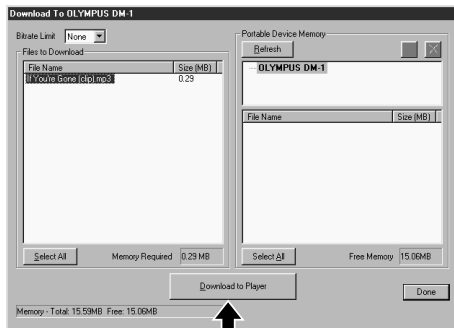 Download To OLYMPUS DM-1
Bitrate Limit None
Files to Download
File Name Size (MB)
If You're Gone (clip).mp3 0.29
Select All Memory Required 0.29 MB
Portable Device Memory
Refresh
OLYMPUS DM-1
File Name Size (MB)
Select All Free Memory 15.06MB
Download to Player
Done
Memory - Total: 15.59MB Free: 15.06MB